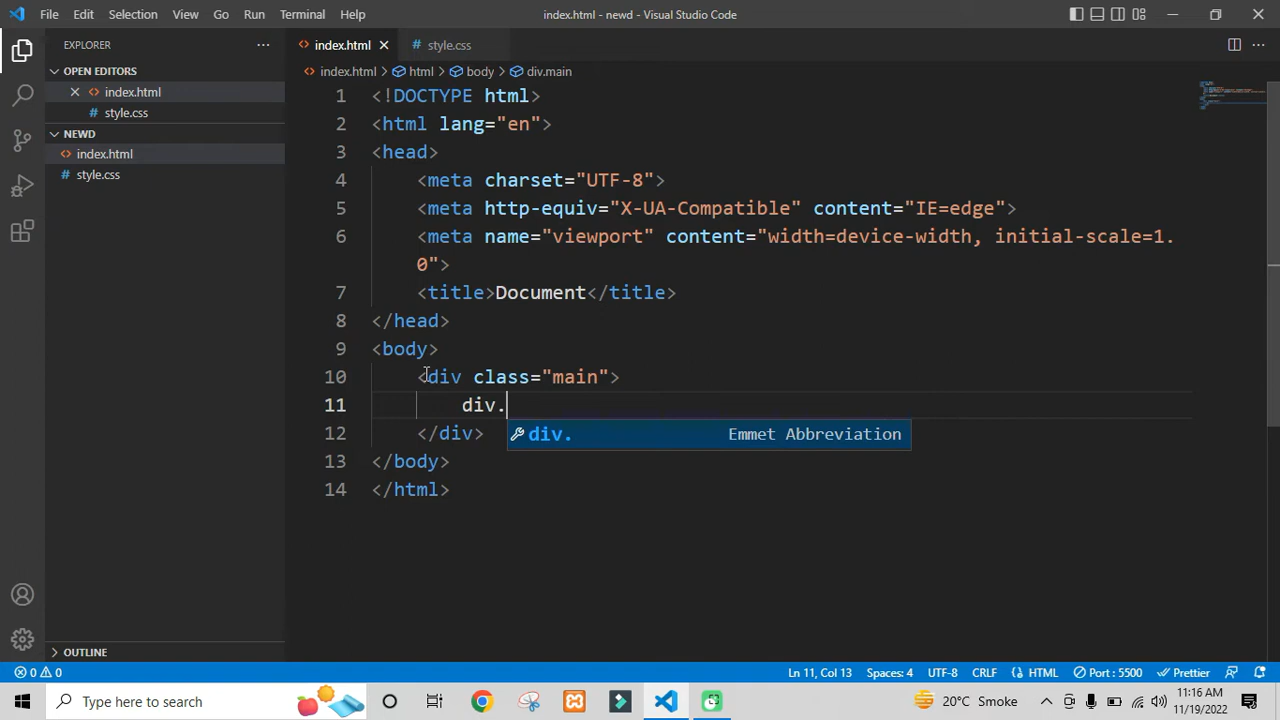 File Edit Selection View Go Run Terminal Help index.html - newd - Visual Studio Code
EXPLORER
index.html
style.css
OPEN EDITORS
index.html > html > body > div.main
index.html
style.css
NEWD
index.html
style.css
1 <!DOCTYPE html>
2 <html lang="en">
3 <head>
4 <meta charset="UTF-8">
5 <meta http-equiv="X-UA-Compatible" content="IE=edge">
6 <meta name="viewport" content="width=device-width, initial-scale=1.
0">
7 <title>Document</title>
8 </head>
9 <body>
10 <div class="main">
11 div.
div. Emmet Abbreviation
12 </div>
13 </body>
14 </html>
OUTLINE
0 0 Ln 11, Col 13 Spaces: 4 UTF-8 CRLF HTML Port : 5500 Prettier
Type here to search
20°C Smoke
11:16 AM
11/19/2022